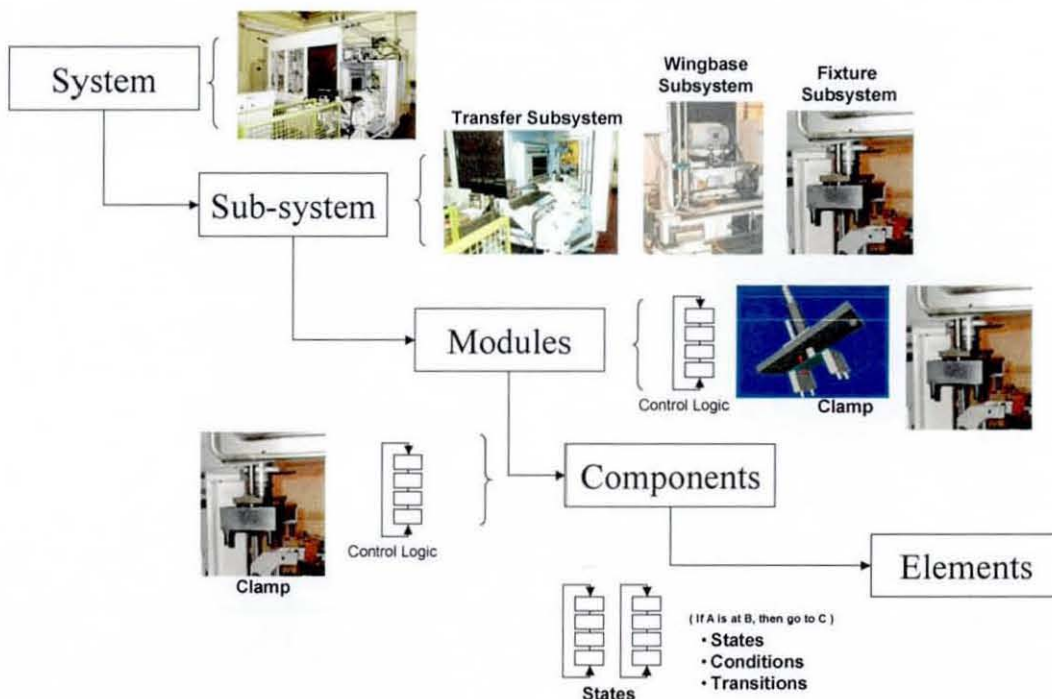 System
Transfer Subsystem
Wingbase
Subsystem
Fixture
Subsystem
Sub-system
Modules
Control Logic
Clamp
Components
Control Logic
Clamp
Elements
States
( If A is at B, then go to C )
• States
• Conditions
• Transitions